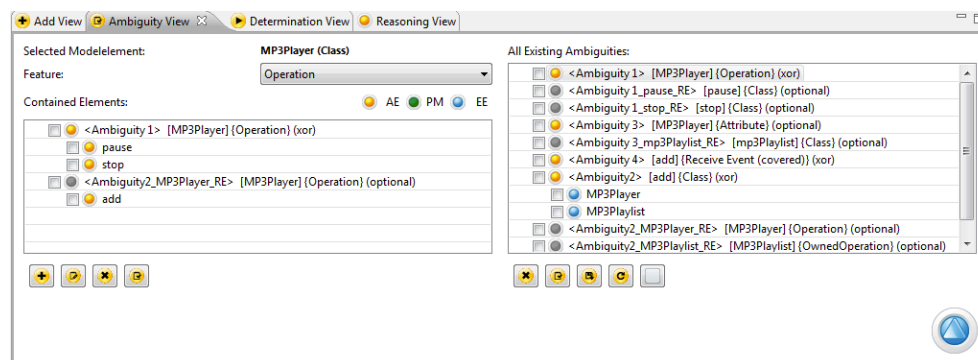 Add View Ambiguity View Determination View Reasoning View
Selected Modelelement: MP3Player (Class)
Feature: Operation
Contained Elements: AE PM EE
<Ambiguity 1> [MP3Player] {Operation} (xor)
pause
stop
<Ambiguity2_MP3Player_RE> [MP3Player] {Operation} (optional)
add
All Existing Ambiguities:
<Ambiguity 1> [MP3Player] {Operation} (xor)
<Ambiguity 1_pause_RE> [pause] {Class} (optional)
<Ambiguity 1_stop_RE> [stop] {Class} (optional)
<Ambiguity 3> [MP3Player] {Attribute} (optional)
<Ambiguity 3_mp3Playlist_RE> [mp3Playlist] {Class} (optional)
<Ambiguity 4> [add] {Receive Event (covered)} (xor)
<Ambiguity2> [add] {Class} (xor)
MP3Player
MP3Playlist
<Ambiguity2_MP3Player_RE> [MP3Player] {Operation} (optional)
<Ambiguity2_MP3Playlist_RE> [MP3Playlist] {OwnedOperation} (optional)